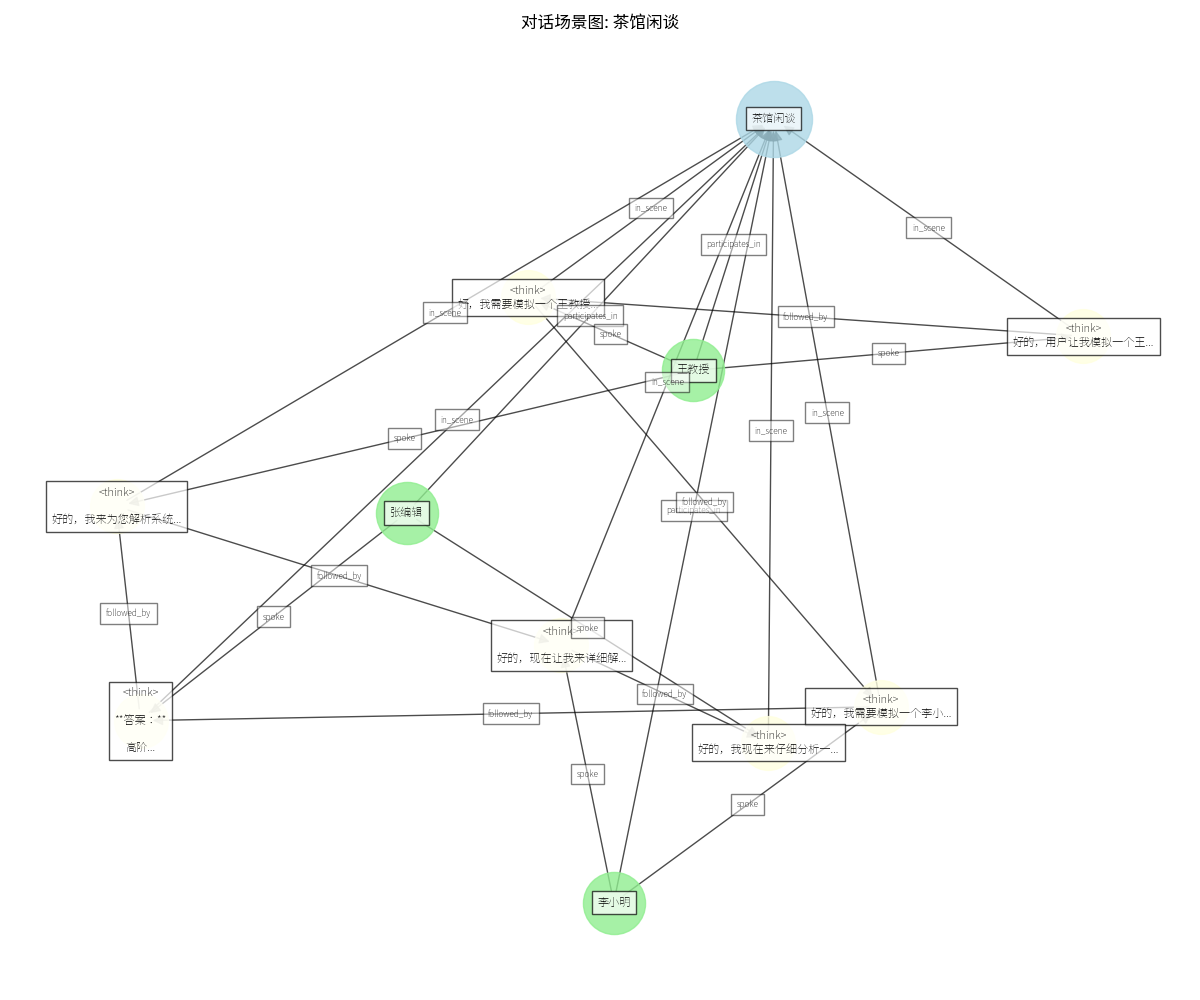 对话场景图: 茶馆闲谈
茶馆闲谈
in_scene
in_scene
participates_in
<think>
好，我需要模拟一个王教授...
in_scene
participates_in
followed_by
<think>
好的，用户让我模拟一个王...
spoke
spoke
王教授
in_scene
in_scene
in_scene
in_scene
spoke
<think>
好的，我来为您解析系统...
张编辑
followed_by
participates_in
followed_by
followed_by
spoke
<think>
好的，现在让我来详细解...
spoke
<think>
**答案：**
高阶...
followed_by
followed_by
<think>
好的，我需要模拟一个李小...
<think>
好的，我现在来仔细分析一...
spoke
spoke
李小明